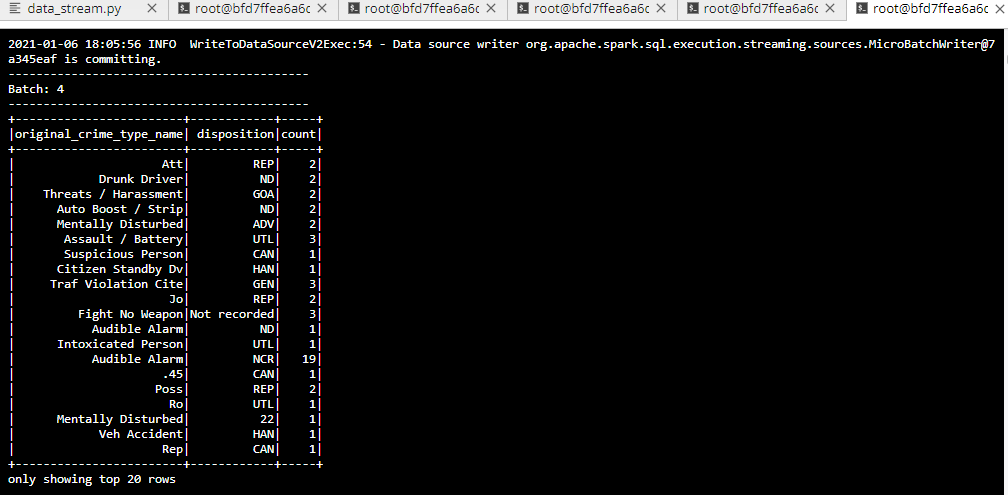 data_stream.py × root@bfd7ffea6a6c × root@bfd7ffea6a6c × root@bfd7ffea6a6c × root@bfd7ffea6a6c × root@bfd7ffea6a6c ×
2021-01-06 18:05:56 INFO  WriteToDataSourceV2Exec:54 - Data source writer org.apache.spark.sql.execution.streaming.sources.MicroBatchWriter@7
a345eaf is committing.
-------------------------------------------
Batch: 4
-------------------------------------------
+------------------------+------------+-----+
|original_crime_type_name| disposition|count|
+------------------------+------------+-----+
|                     Att|         REP|    2|
|            Drunk Driver|          ND|    2|
|    Threats / Harassment|         GOA|    2|
|      Auto Boost / Strip|          ND|    2|
|      Mentally Disturbed|         ADV|    2|
|       Assault / Battery|         UTL|    3|
|       Suspicious Person|         CAN|    1|
|      Citizen Standby Dv|         HAN|    1|
|     Traf Violation Cite|         GEN|    3|
|                      Jo|         REP|    2|
|         Fight No Weapon|Not recorded|    3|
|           Audible Alarm|          ND|    1|
|      Intoxicated Person|         UTL|    1|
|           Audible Alarm|         NCR|   19|
|                     .45|         CAN|    1|
|                    Poss|         REP|    2|
|                      Ro|         UTL|    1|
|      Mentally Disturbed|          22|    1|
|            Veh Accident|         HAN|    1|
|                     Rep|         CAN|    1|
+------------------------+------------+-----+
only showing top 20 rows